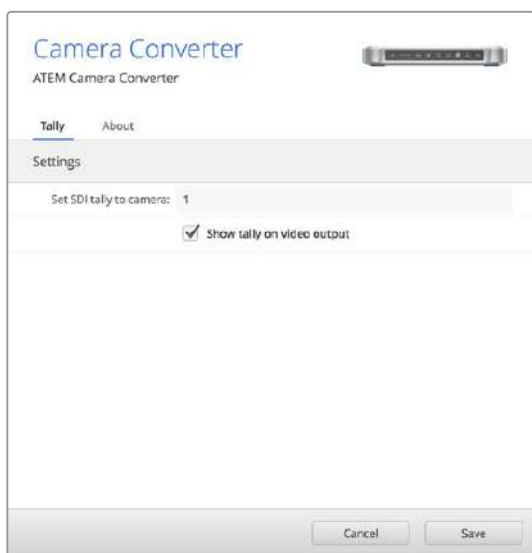 Camera Converter
ATEM Camera Converter
Tally About
Settings
Set SDI tally to camera: 1
Show tally on video output
Cancel Save